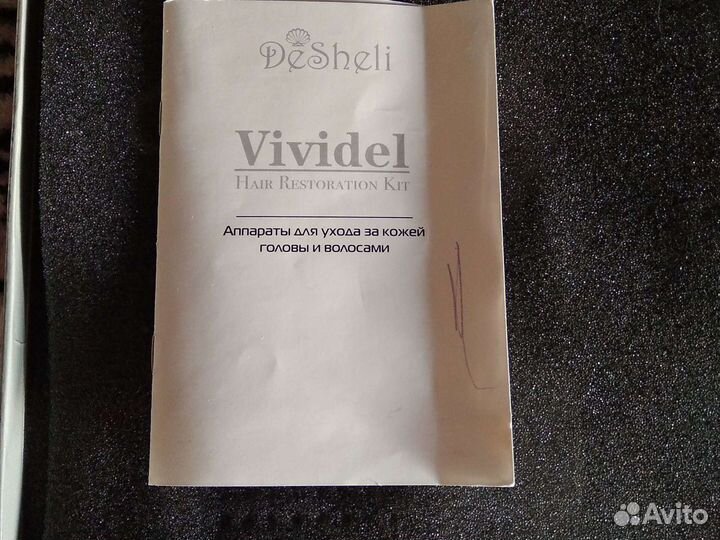 DeSheli
Vividel
Hair Restoration Kit
Аппараты для ухода за кожей
головы и волосами
Avito